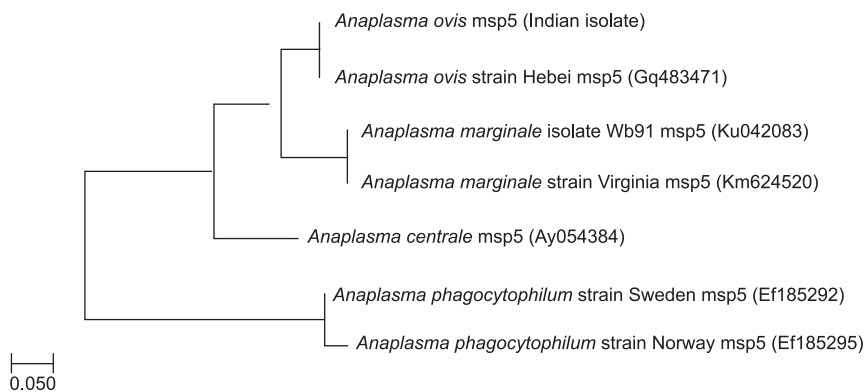 Anaplasma ovis msp5 (Indian isolate)
Anaplasma ovis strain Hebei msp5 (Gq483471)
Anaplasma marginale isolate Wb91 msp5 (Ku042083)
Anaplasma marginale strain Virginia msp5 (Km624520)
Anaplasma centrale msp5 (Ay054384)
Anaplasma phagocytophilum strain Sweden msp5 (Ef185292)
Anaplasma phagocytophilum strain Norway msp5 (Ef185295)
0.050